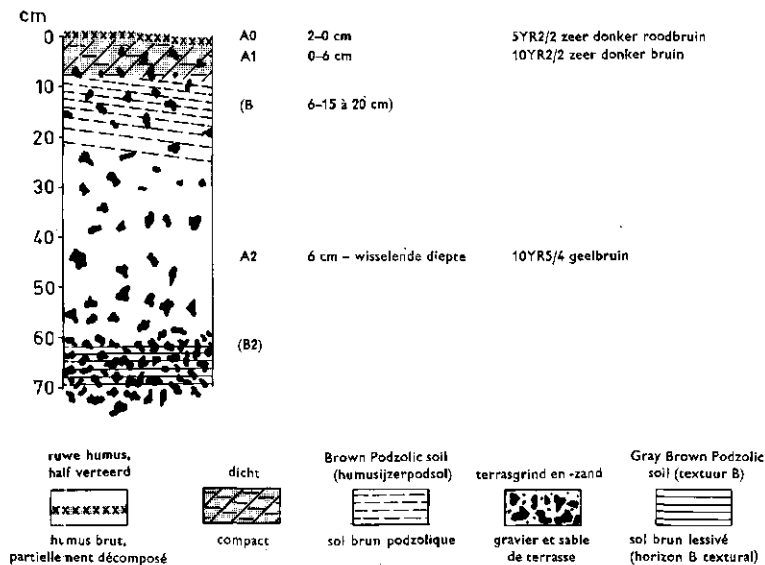 cm
0 A0 2–0 cm 5YR2/2 zeer donker roodbruin
A1 0–6 cm 10YR2/2 zeer donker bruin
10
(B 6–15 à 20 cm)
20
30
40
A2 6 cm – wisselende diepte 10YR5/4 geelbruin
50
60
(B2)
70
ruwe humus,
half verteerd
humus brut,
partiellement décomposé
dicht
compact
Brown Podzolic soil
(humusijzerpodsol)
sol brun podzolique
terrasgrind en -zand
gravier et sable
de terrasse
Gray Brown Podzolic
soil (textuur B)
sol brun lessivé
(horizon B textural)